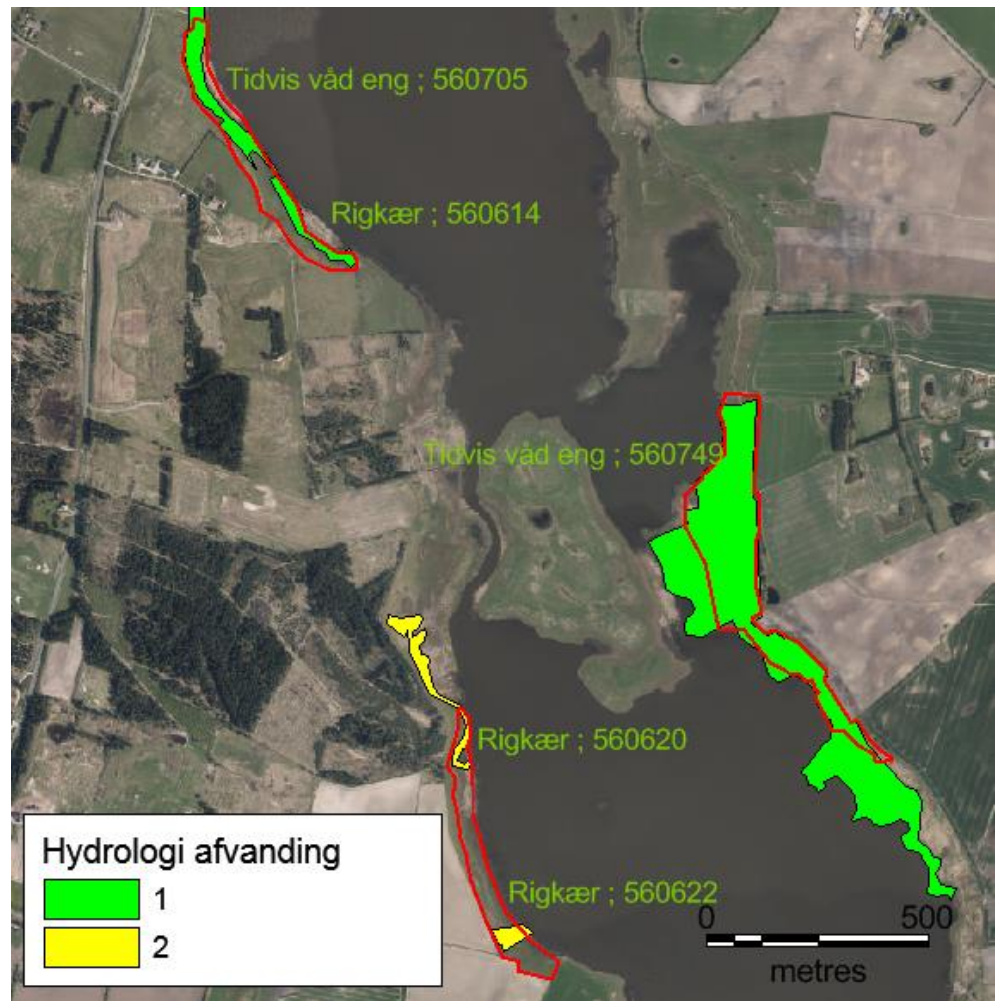 Tidvis våd eng ; 560705
Rigkær ; 560614
Tidvis våd eng ; 560749
Rigkær ; 560620
Rigkær ; 560622
Hydrologi afvanding
1
2
0 500
metres